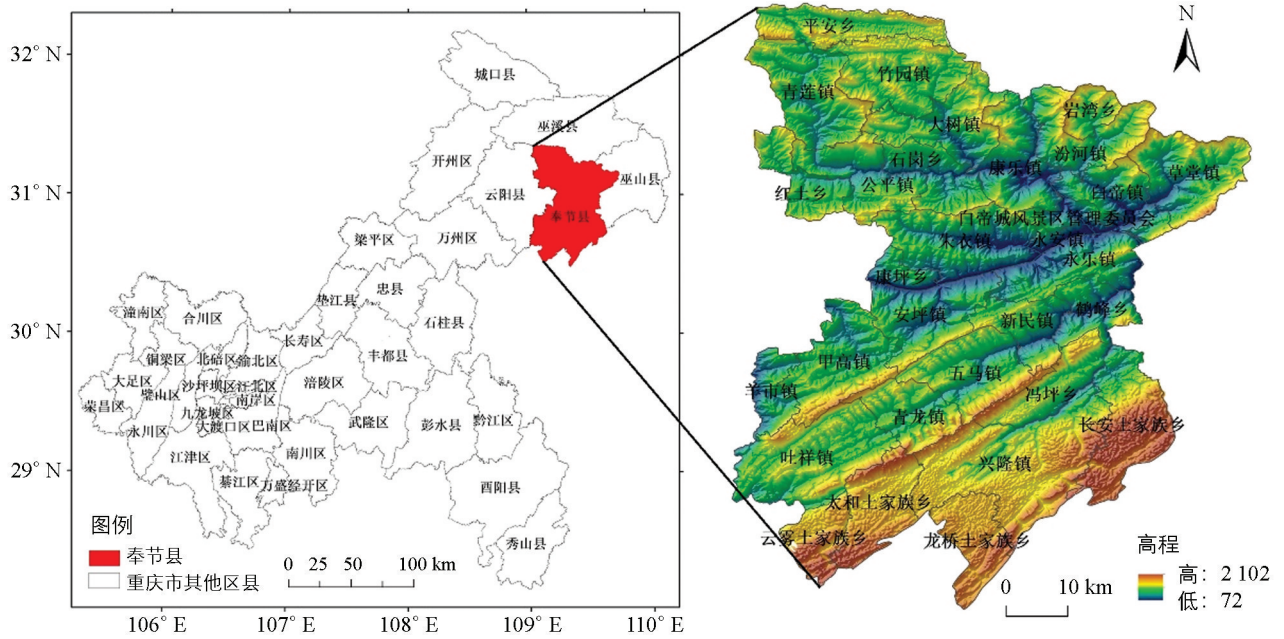 32° N
31° N
30° N
29° N
106° E
107° E
108° E
109° E
110° E
城口县
巫溪县
开州区
云阳县
巫山县
奉节县
梁平区
万州区
忠县
垫江县
石柱县
潼南区
合川区
长寿区
丰都县
铜梁区
北碚区
渝北区
大足区
璧山区
沙坪坝区
江北区
涪陵区
南岸区
荣昌区
九龙坡区
永川区
大渡口区
巴南区
武隆区
彭水县
黔江区
江津区
南川区
綦江区
万盛经开区
酉阳县
秀山县
图例
奉节县
重庆市其他区县
0 25 50 100 km
N
平安乡
竹园镇
青莲镇
大树镇
岩湾乡
石岗乡
康乐镇
汾河镇
草堂镇
红土乡
公平镇
白帝镇
白帝城风景区管理委员会
朱衣镇
永安镇
永乐镇
康坪乡
安坪镇
新民镇
鹤峰乡
甲高镇
五马镇
羊市镇
冯坪乡
青龙镇
长安土家族乡
吐祥镇
兴隆镇
太和土家族乡
云雾土家族乡
龙桥土家族乡
0 10 km
高程
高：2 102
低：72